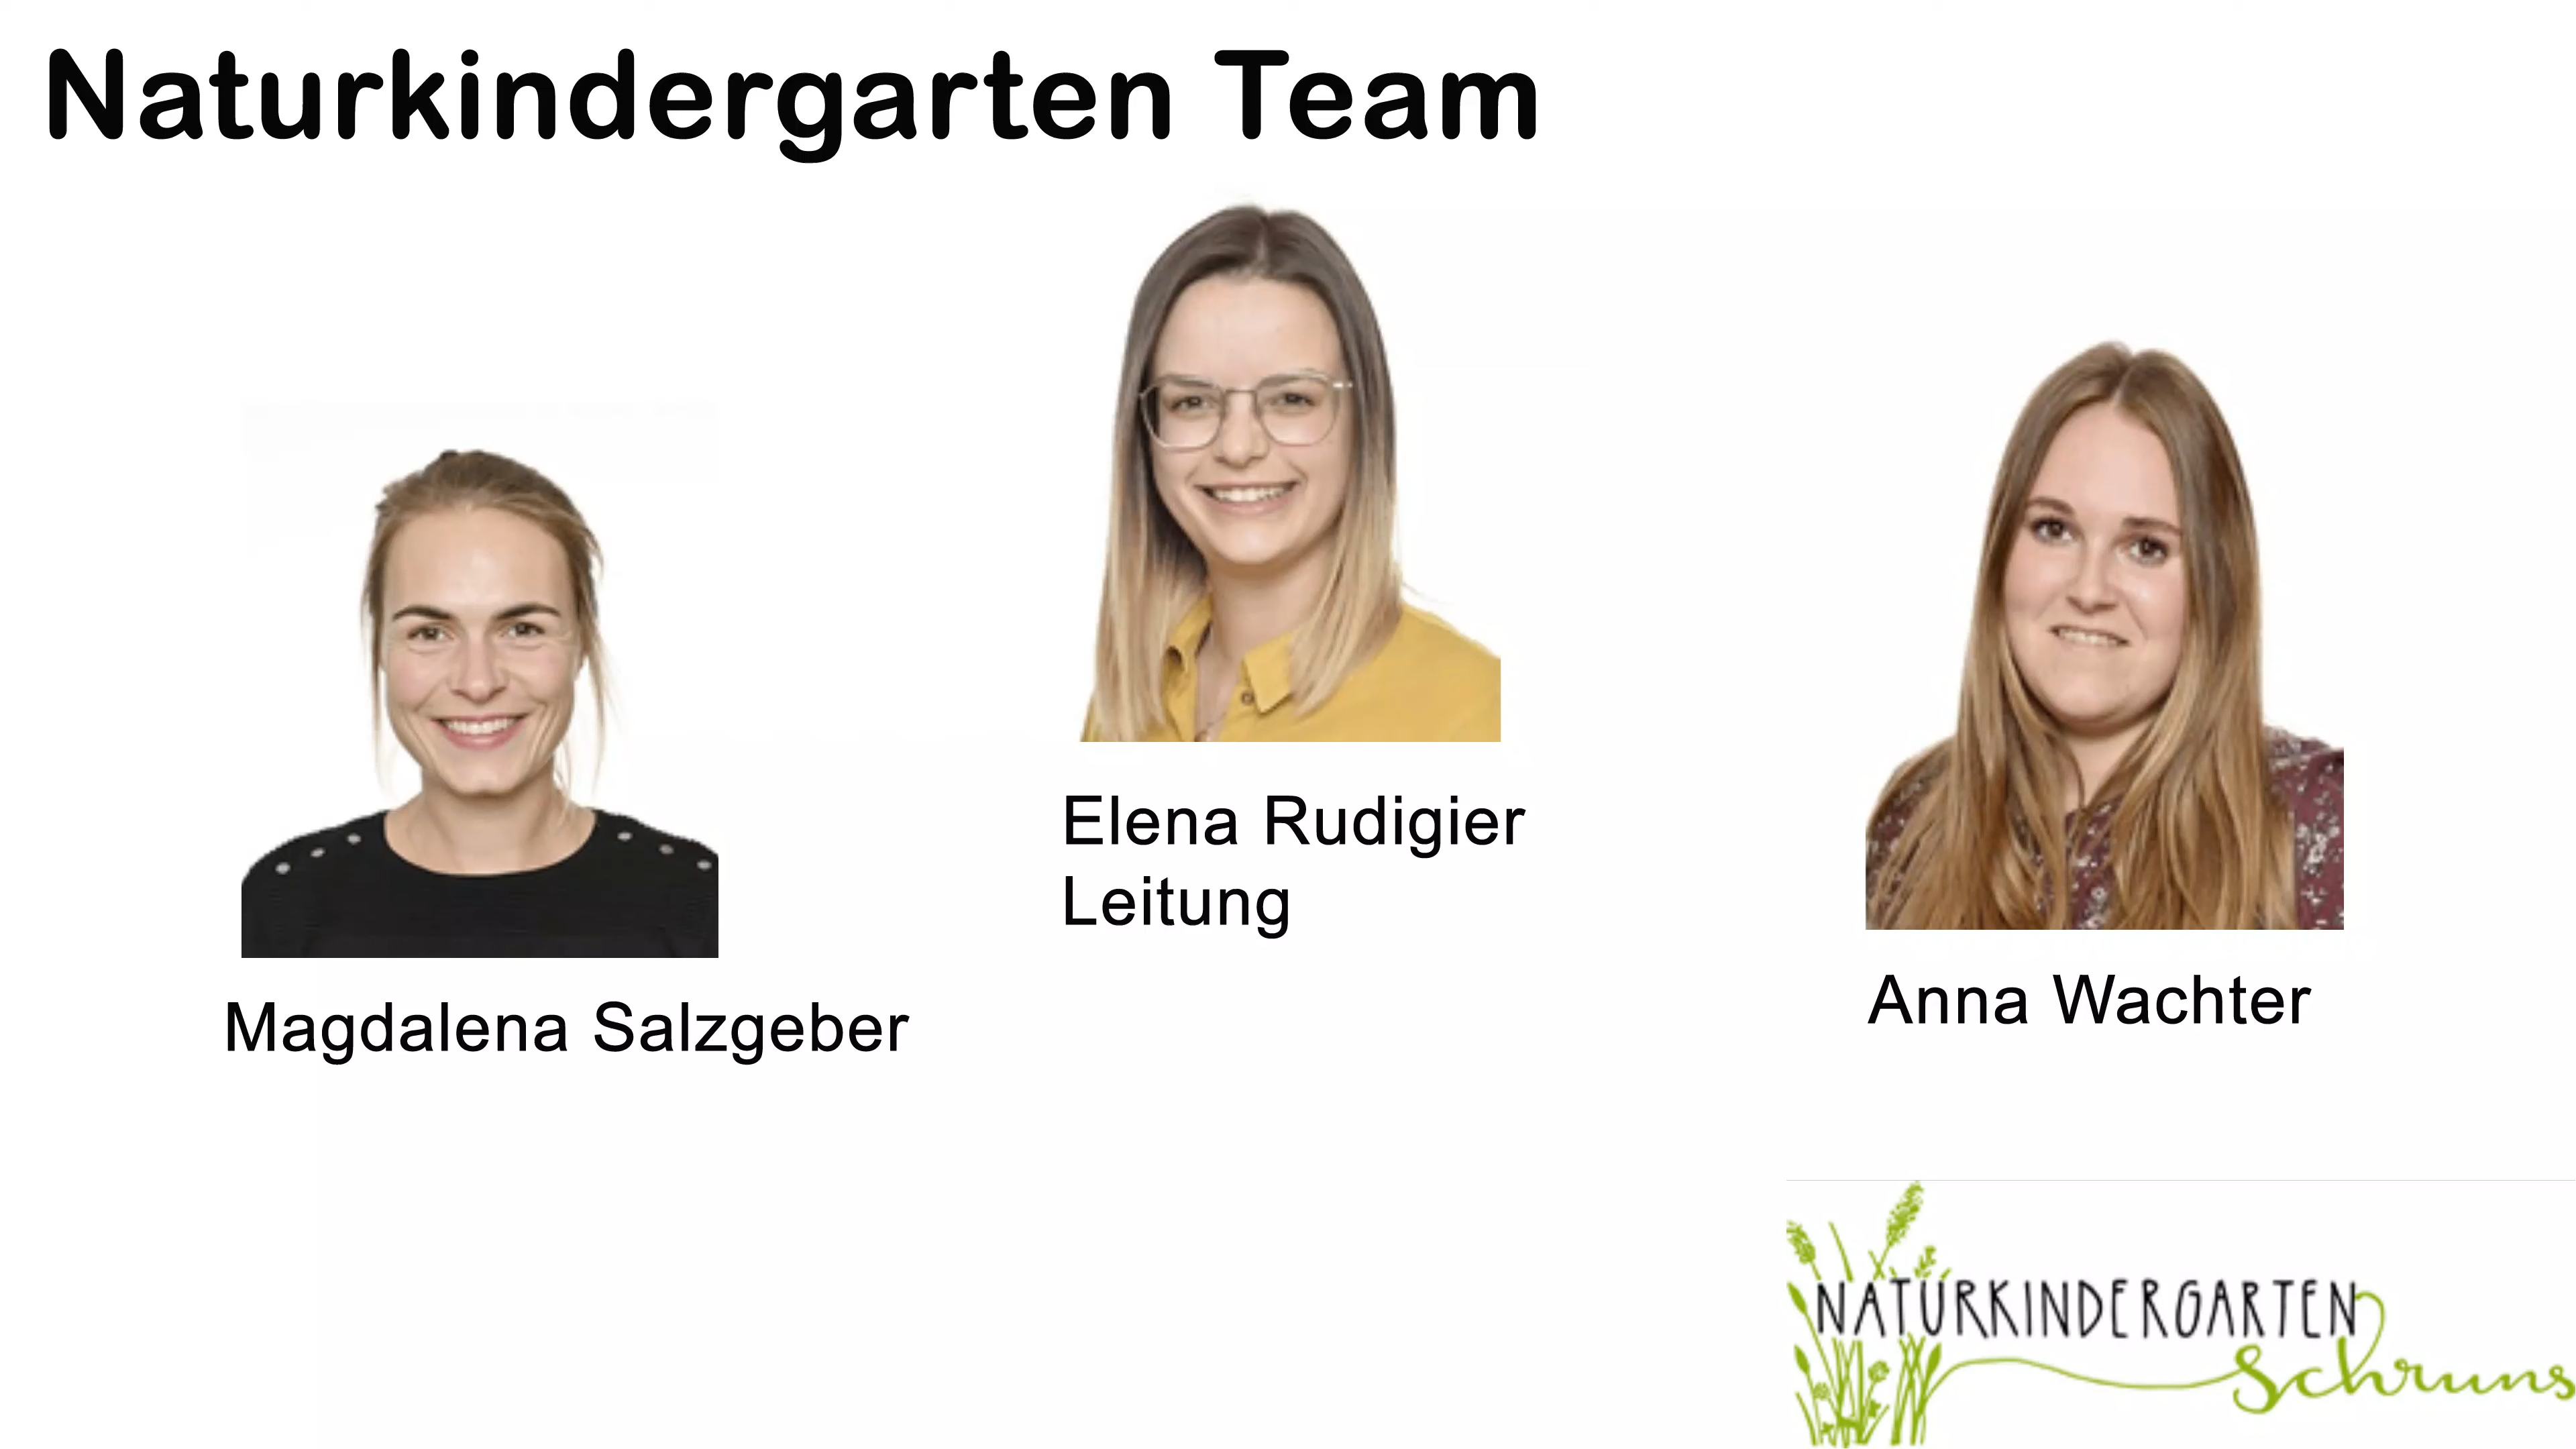 Naturkindergarten Team
Elena Rudigier
Leitung
Magdalena Salzgeber
Anna Wachter
NATURKINDERGARTEN
Schruns